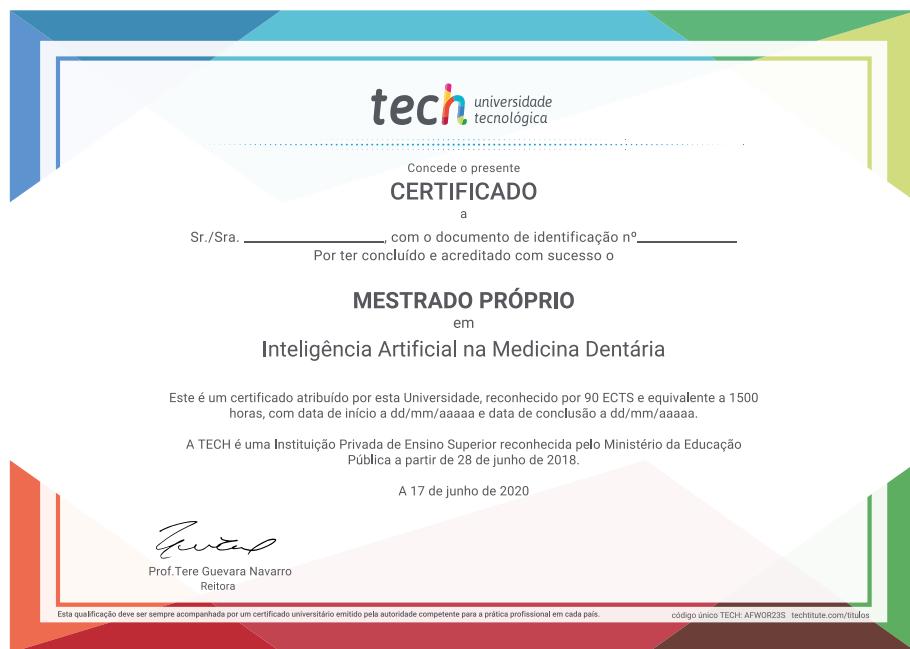 tech universidade
tecnológica
Concede o presente
CERTIFICADO
a
Sr./Sra. ____________, com o documento de identificação nº_________
Por ter concluído e acreditado com sucesso o
MESTRADO PRÓPRIO
em
Inteligência Artificial na Medicina Dentária
Este é um certificado atribuído por esta Universidade, reconhecido por 90 ECTS e equivalente a 1500
horas, com data de início a dd/mm/aaaaa e data de conclusão a dd/mm/aaaaa.
A TECH é uma Instituição Privada de Ensino Superior reconhecida pelo Ministério da Educação
Pública a partir de 28 de junho de 2018.
A 17 de junho de 2020
Prof.Tere Guevara Navarro
Reitora
Esta qualificação deve ser sempre acompanhada por um certificado universitário emitido pela autoridade competente para a prática profissional em cada país.
código único TECH: AFWOR23S techtitute.com/titulos